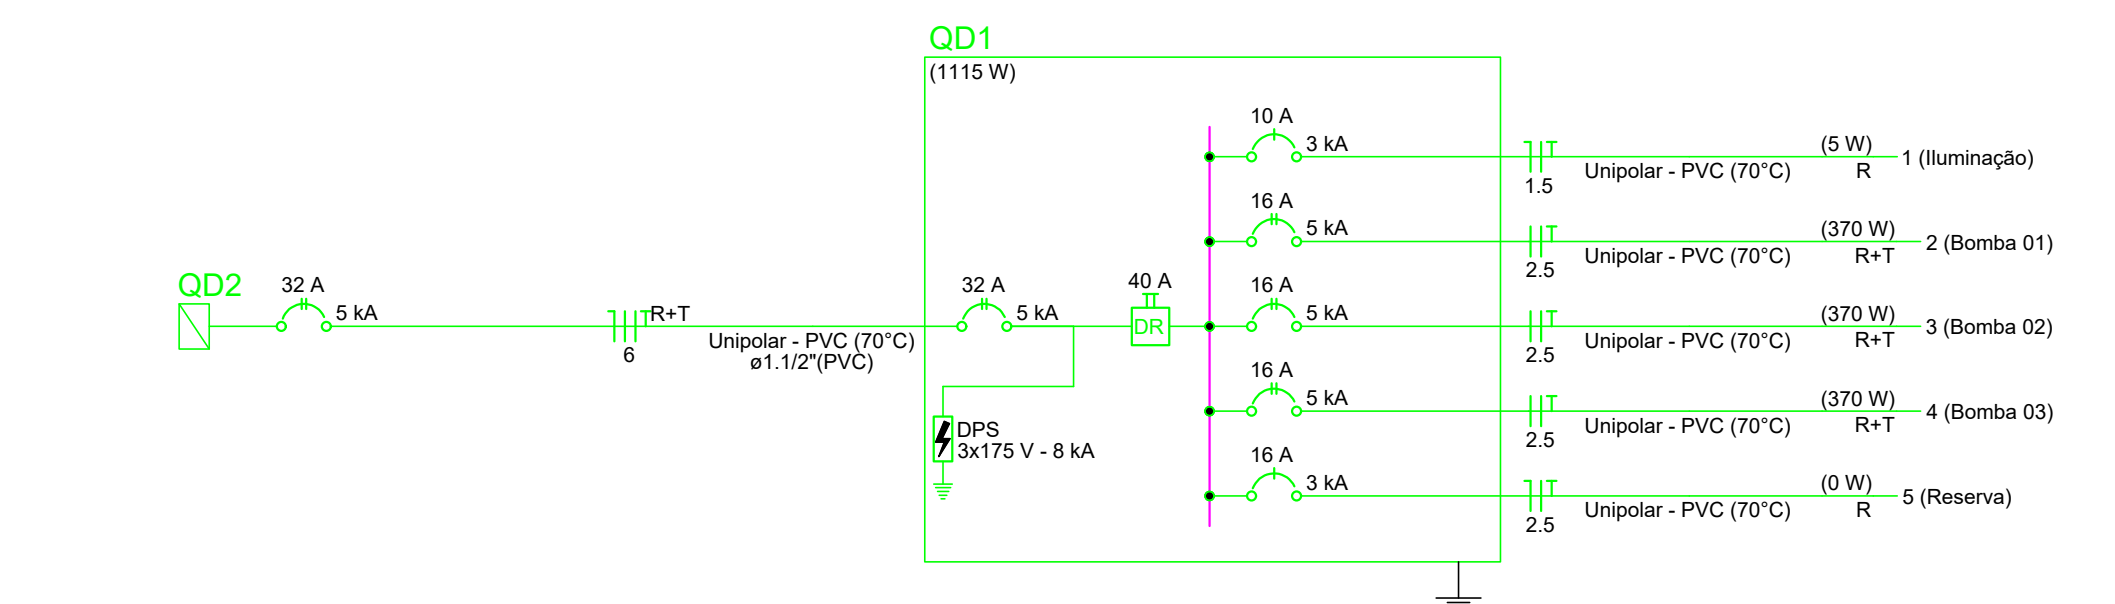 QD1
(1115 W)
10 A
3 kA
1.5
Unipolar - PVC (70°C)
(5 W)
R
1 (Iluminação)
16 A
5 kA
2.5
Unipolar - PVC (70°C)
(370 W)
R+T
2 (Bomba 01)
QD2
32 A
5 kA
R+T
6
Unipolar - PVC (70°C)
ø1.1/2"(PVC)
32 A
5 kA
40 A
DR
16 A
5 kA
2.5
Unipolar - PVC (70°C)
(370 W)
R+T
3 (Bomba 02)
DPS
3x175 V - 8 kA
16 A
5 kA
2.5
Unipolar - PVC (70°C)
(370 W)
R+T
4 (Bomba 03)
16 A
3 kA
2.5
Unipolar - PVC (70°C)
(0 W)
R
5 (Reserva)